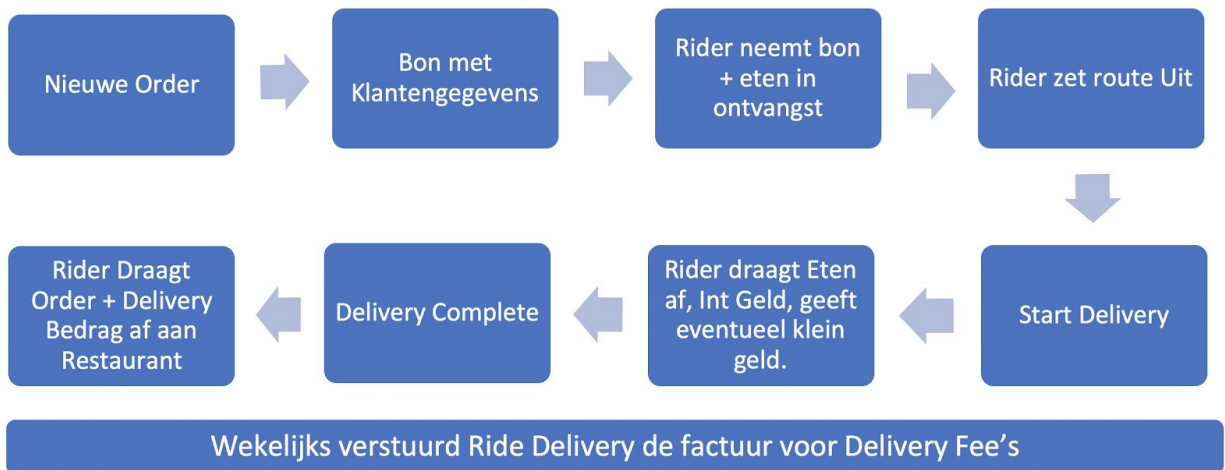 Nieuwe Order
Bon met
Klantengegevens
Rider neemt bon
+ eten in
ontvangst
Rider zet route Uit
Start Delivery
Rider draagt Eten
af, Int Geld, geeft
eventueel klein
geld.
Delivery Complete
Rider Draagt
Order + Delivery
Bedrag af aan
Restaurant
Wekelijks verstuurd Ride Delivery de factuur voor Delivery Fee’s